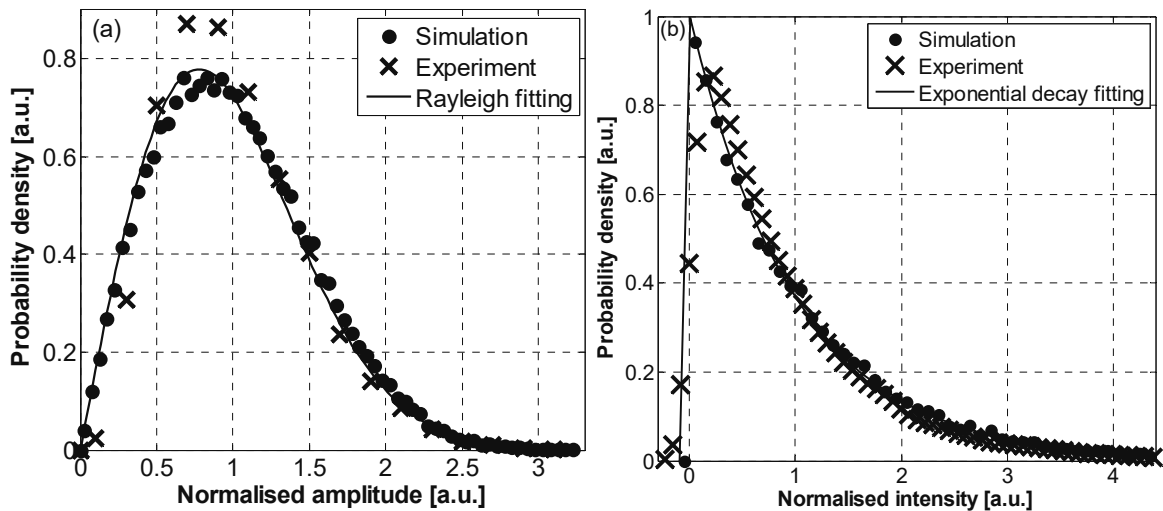 (a)
Simulation
Experiment
Rayleigh fitting
Probability density [a.u.]
0.8
0.6
0.4
0.2
0
0
0.5
1
1.5
2
2.5
3
Normalised amplitude [a.u.]
(b)
Simulation
Experiment
Exponential decay fitting
Probability density [a.u.]
1
0.8
0.6
0.4
0.2
0
0
1
2
3
4
Normalised intensity [a.u.]